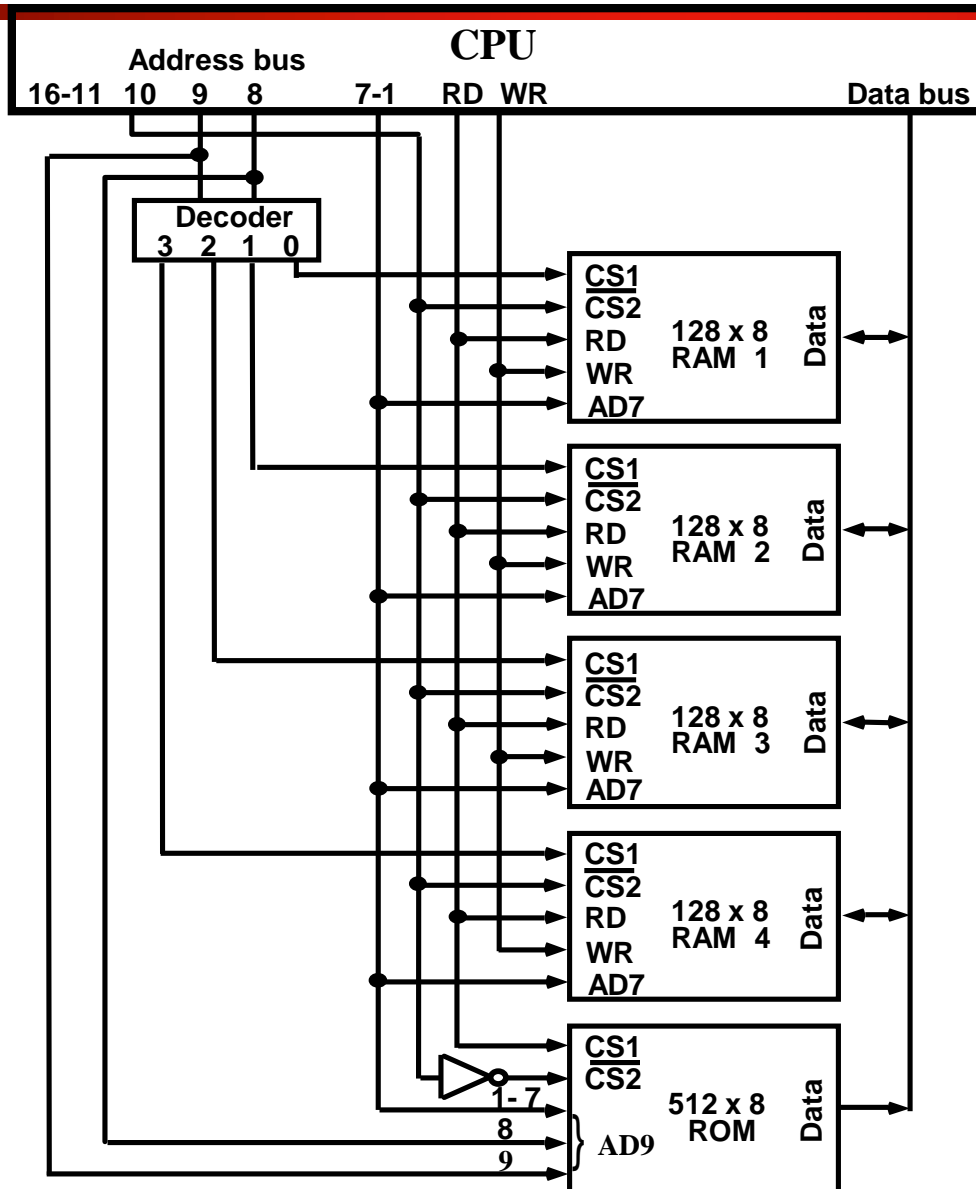 CPU
Address bus
16-11 10 9 8 7-1 RD WR Data bus
Decoder
3 2 1 0
CS1
CS2
RD
WR
AD7
128 x 8
RAM 1
Data
CS1
CS2
RD
WR
AD7
128 x 8
RAM 2
Data
CS1
CS2
RD
WR
AD7
128 x 8
RAM 3
Data
CS1
CS2
RD
WR
AD7
128 x 8
RAM 4
Data
CS1
CS2
1- 7
8
9
} AD9
512 x 8
ROM
Data